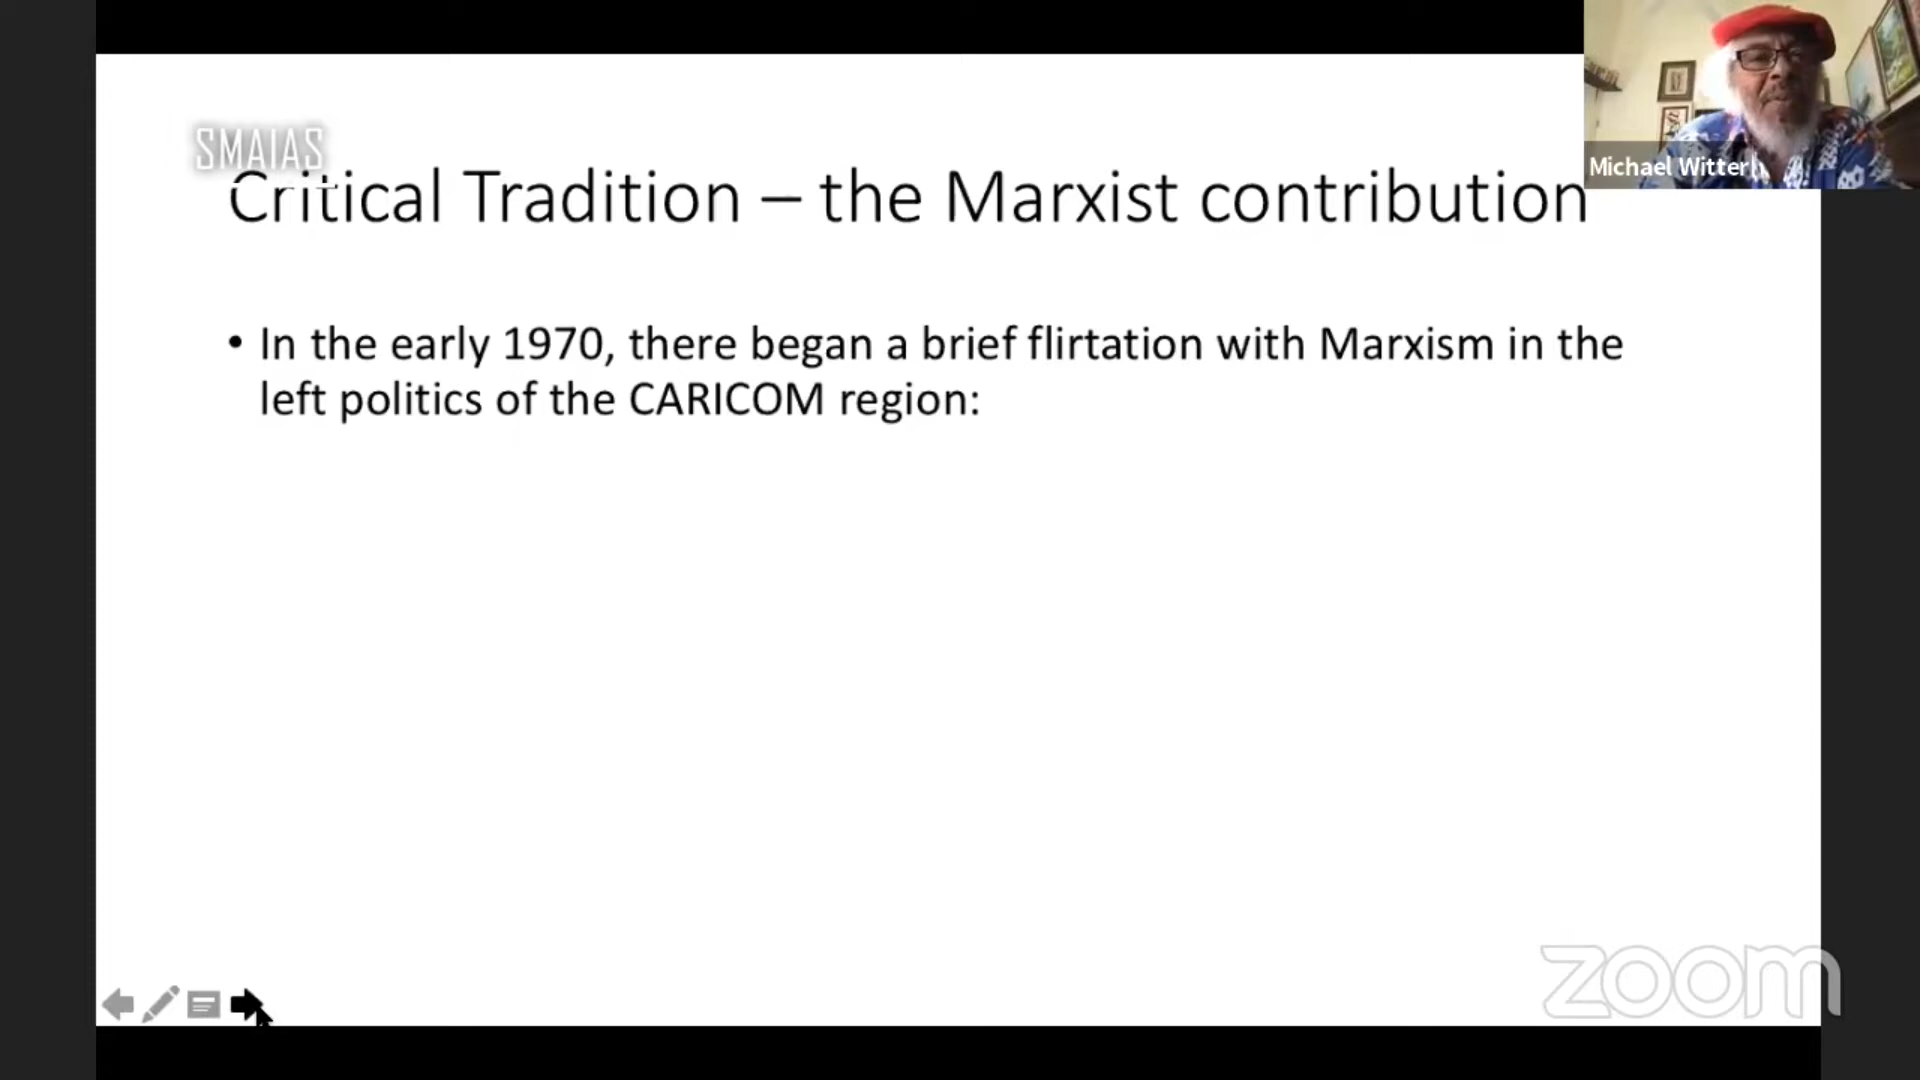 SMAIAS
Critical Tradition – the Marxist contribution
Michael Witter
• In the early 1970, there began a brief flirtation with Marxism in the
left politics of the CARICOM region:
zoom